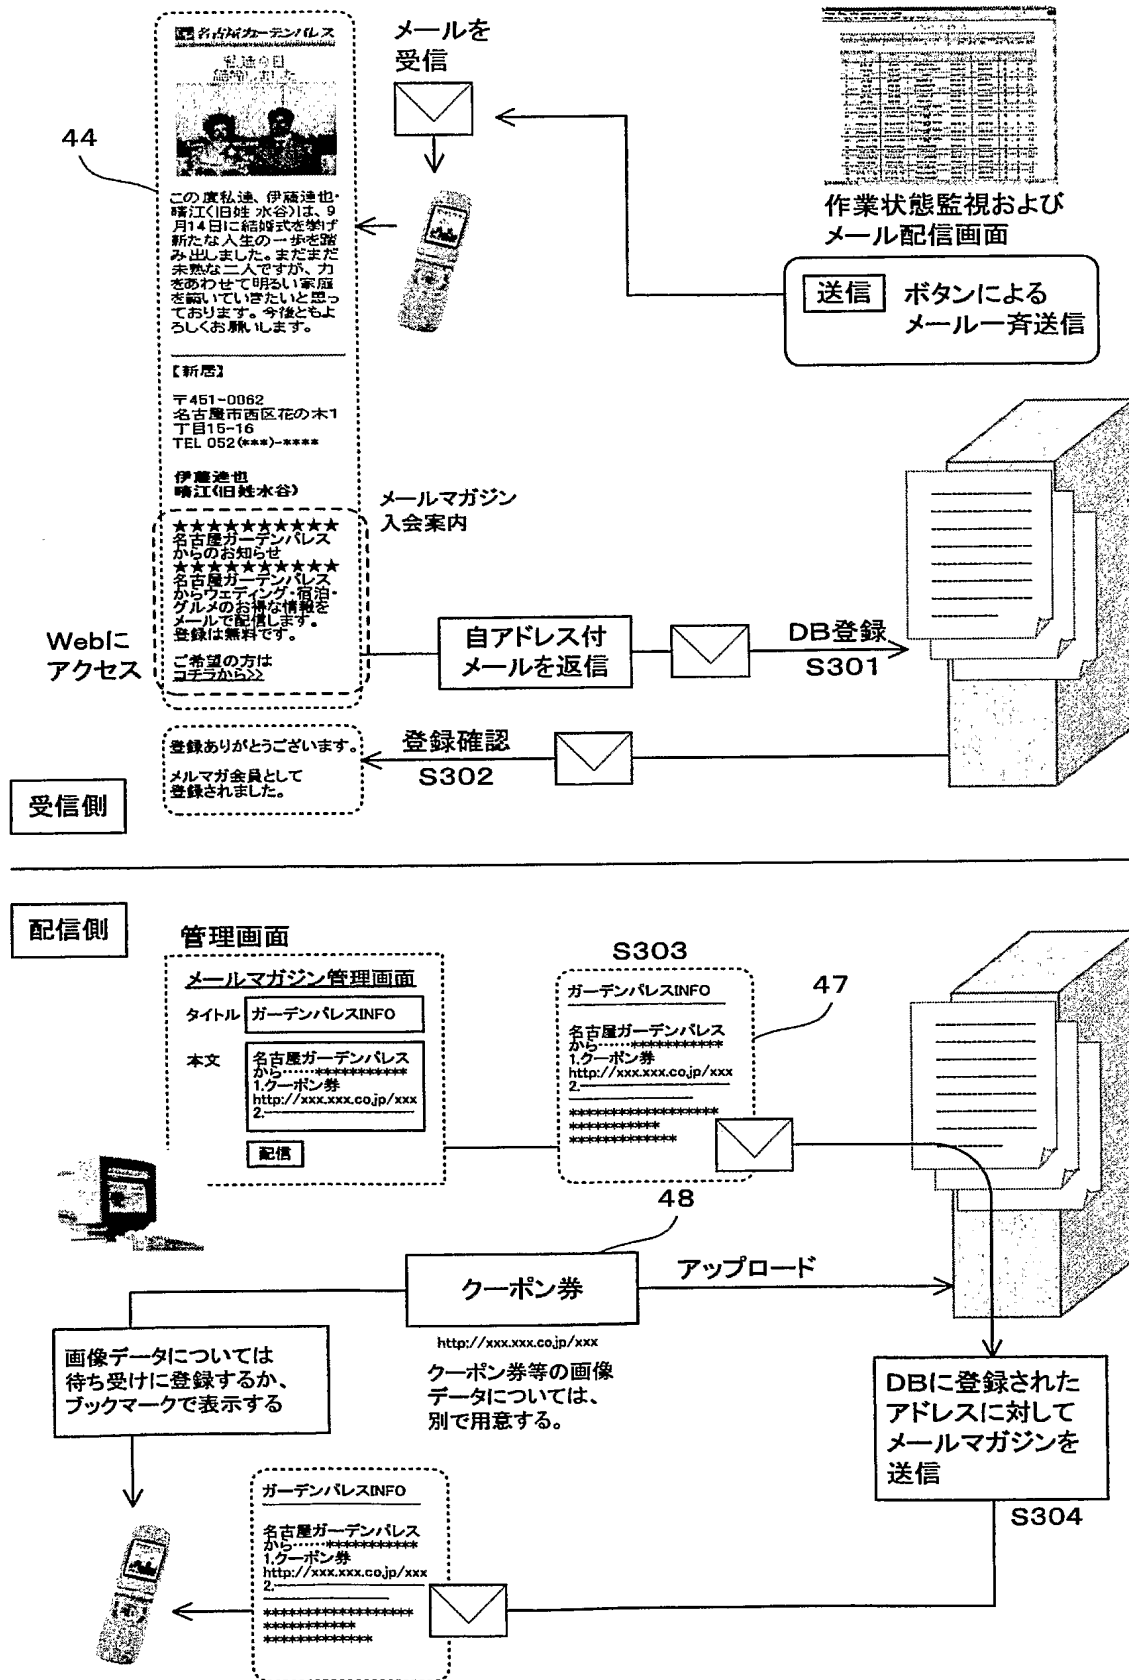 名古屋ガーデンパレス
私達今日
結婚しました
44
この度私達、伊藤達也・
晴江(旧姓 水谷)は、9
月14日に結婚式を挙げ
新たな人生の一歩を踏
み出しました。まだまだ
未熟な二人ですが、力
をあわせて明るい家庭
を築いていきたいと思っ
ております。今後ともよ
ろしくお願いします。
【新居】
〒451-0062
名古屋市西区花の木1
丁目15-16
TEL 052(***)-****
伊藤達也
晴江(旧姓水谷)
★★★★★★★★★★
名古屋ガーデンパレス
からのお知らせ
★★★★★★★★★★
名古屋ガーデンパレス
からウェディング・宿泊・
グルメのお得な情報を
メールで配信します。
登録は無料です。
ご希望の方は
コチラから>>
メールを
受信
作業状態監視および
メール配信画面
送信 ボタンによる
メール一斉送信
メールマガジン
入会案内
Webに
アクセス
自アドレス付
メールを返信
DB登録
S301
登録ありがとうございます。
メルマガ会員として
登録されました。
登録確認
S302
受信側
配信側
管理画面
メールマガジン管理画面
タイトル ガーデンパレスINFO
本文 名古屋ガーデンパレス
から……***********
1.クーポン券
http://xxx.xxx.co.jp/xxx
2.
配信
S303
ガーデンパレスINFO
47
名古屋ガーデンパレス
から……***********
1.クーポン券
http://xxx.xxx.co.jp/xxx
2.
******************
***********
*************
48
クーポン券
アップロード
http://xxx.xxx.co.jp/xxx
クーポン券等の画像
データについては、
別で用意する。
画像データについては
待ち受けに登録するか、
ブックマークで表示する
DBに登録された
アドレスに対して
メールマガジンを
送信
S304
ガーデンパレスINFO
名古屋ガーデンパレス
から……***********
1.クーポン券
http://xxx.xxx.co.jp/xxx
2.
******************
***********
*************